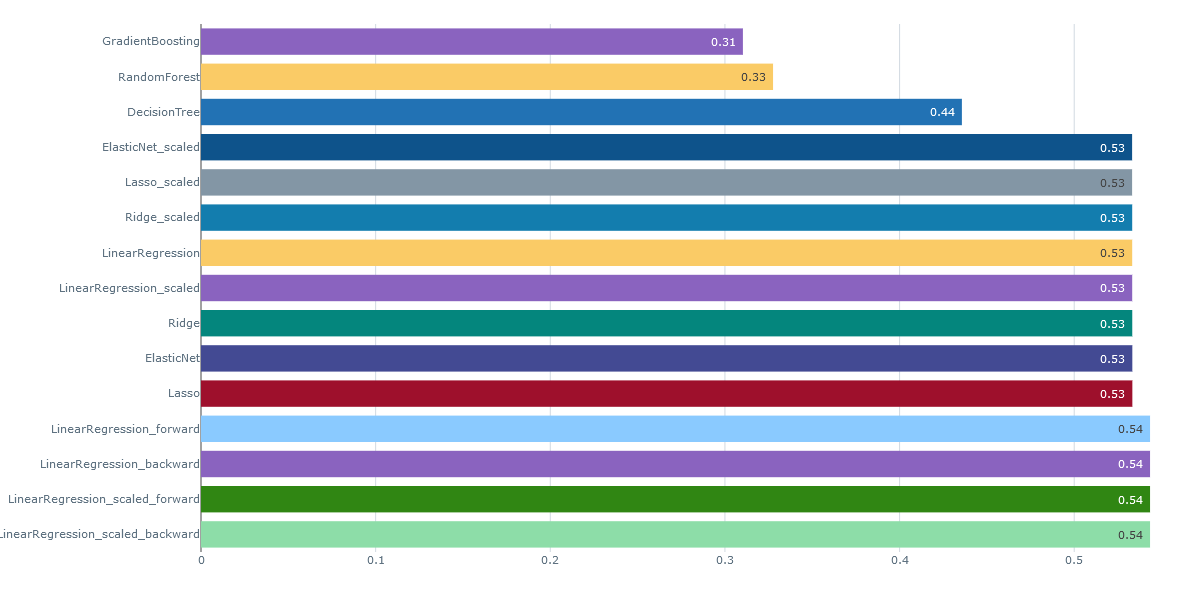 GradientBoosting 0.31
RandomForest 0.33
DecisionTree 0.44
ElasticNet_scaled 0.53
Lasso_scaled 0.53
Ridge_scaled 0.53
LinearRegression 0.53
LinearRegression_scaled 0.53
Ridge 0.53
ElasticNet 0.53
Lasso 0.53
LinearRegression_forward 0.54
LinearRegression_backward 0.54
LinearRegression_scaled_forward 0.54
LinearRegression_scaled_backward 0.54
0 0.1 0.2 0.3 0.4 0.5